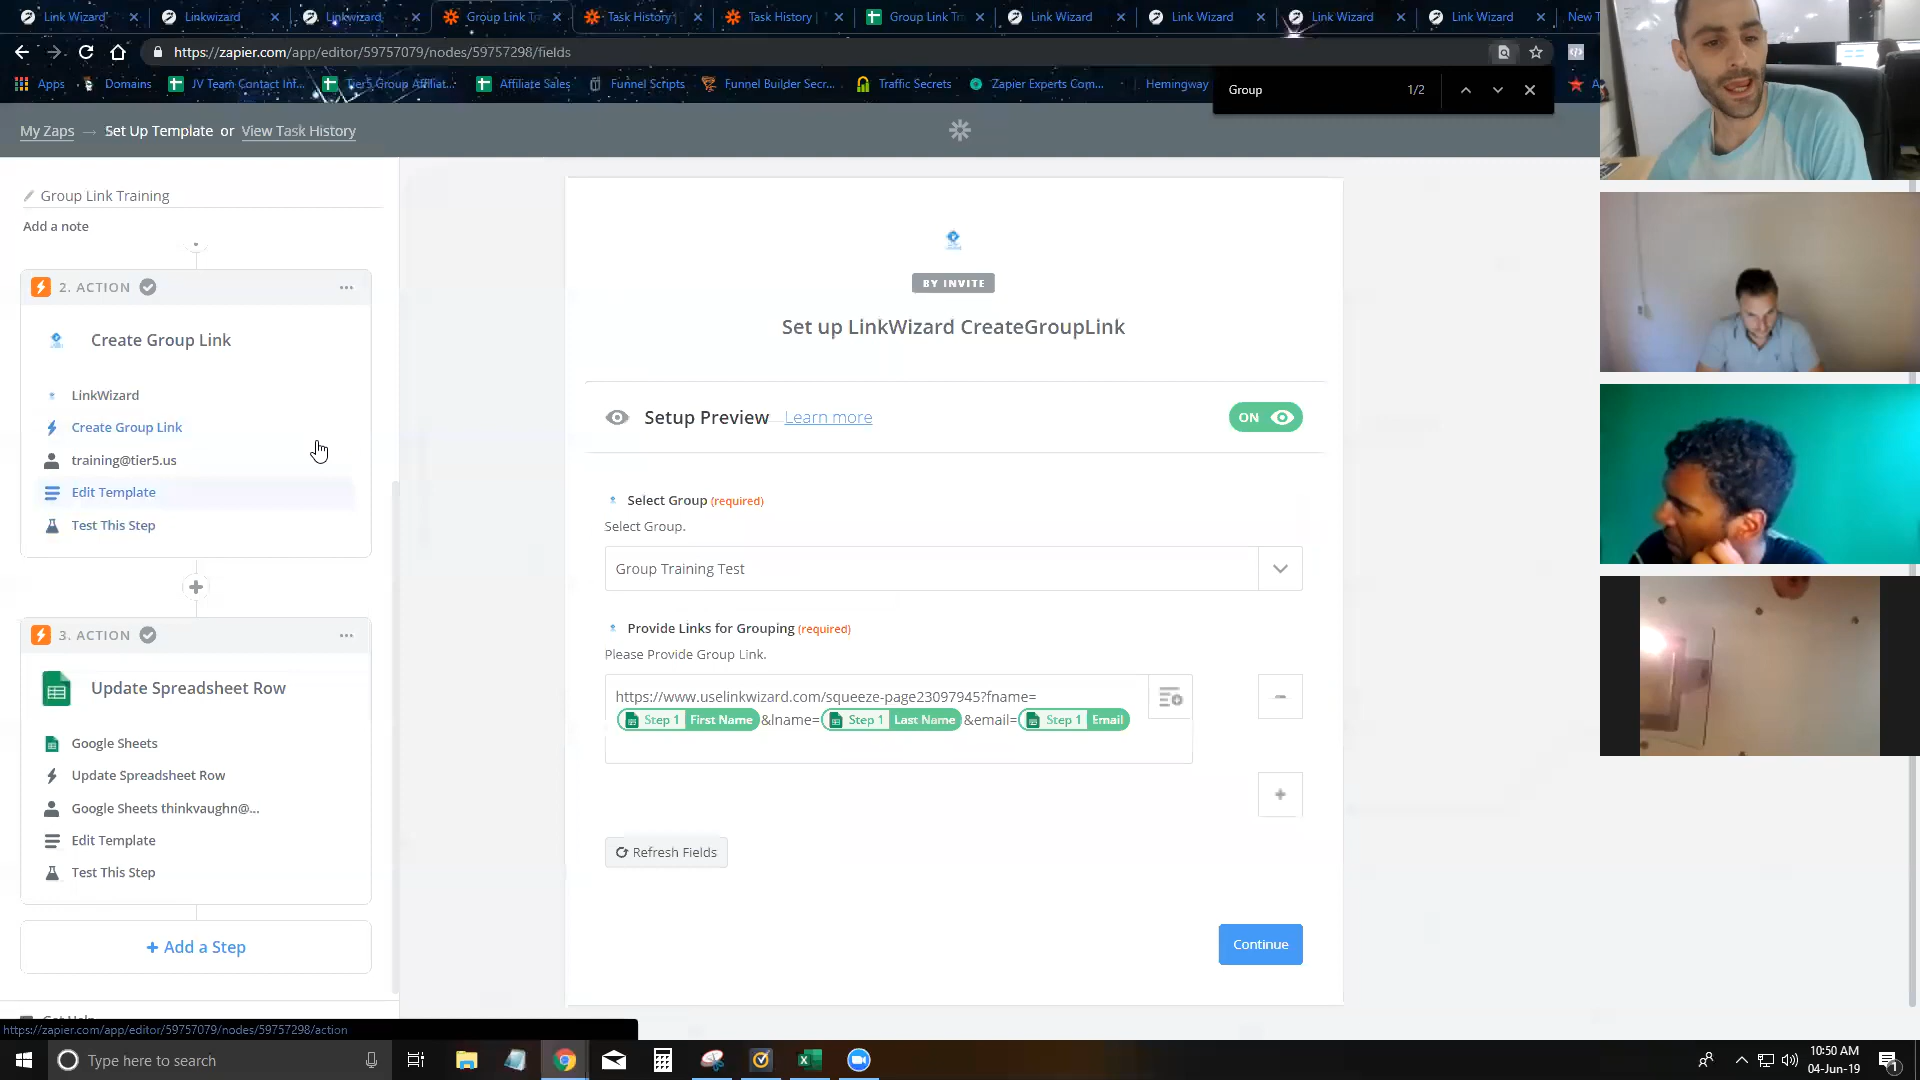 Link Wizard
Linkwizard
Linkwizard
Group Link Tr
Task History
Task History |
Group Link Tr
Link Wizard
Link Wizard
Link Wizard
Link Wizard
New T
https://zapier.com/app/editor/59757079/nodes/59757298/fields
Apps
Domains
JV Team Contact Inf...
Tier5 Group Affiliat...
Affiliate Sales
Funnel Scripts
Funnel Builder Secr...
Traffic Secrets
Zapier Experts Com...
Hemingway
Group
1/2
My Zaps → Set Up Template or View Task History
Group Link Training
Add a note
2. ACTION
Create Group Link
LinkWizard
Create Group Link
training@tier5.us
Edit Template
Test This Step
3. ACTION
Update Spreadsheet Row
Google Sheets
Update Spreadsheet Row
Google Sheets thinkvaughn@...
Edit Template
Test This Step
+ Add a Step
BY INVITE
Set up LinkWizard CreateGroupLink
Setup Preview Learn more
ON
Select Group (required)
Select Group.
Group Training Test
Provide Links for Grouping (required)
Please Provide Group Link.
https://www.uselinkwizard.com/squeeze-page23097945?fname=
Step 1 First Name &lname= Step 1 Last Name &email= Step 1 Email
Refresh Fields
Continue
https://zapier.com/app/editor/59757079/nodes/59757298/action
Type here to search
10:50 AM
04-Jun-19
1